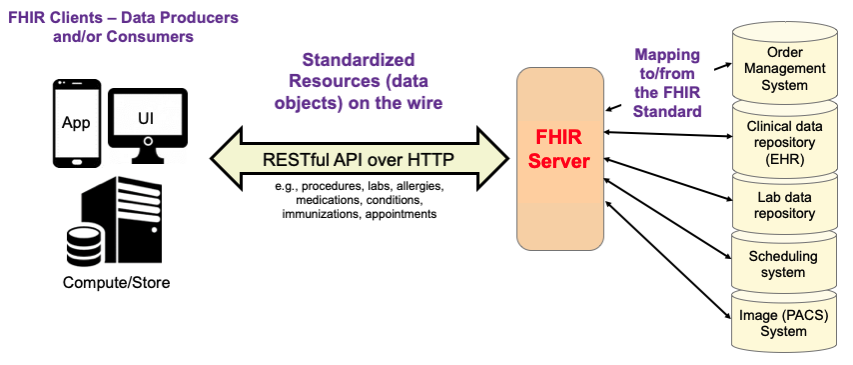 FHIR Clients – Data Producers
and/or Consumers
App
UI
Compute/Store
Standardized
Resources (data
objects) on the wire
RESTful API over HTTP
e.g., procedures, labs, allergies,
medications, conditions,
immunizations, appointments
FHIR
Server
Mapping
to/from
the FHIR
Standard
Order
Management
System
Clinical data
repository
(EHR)
Lab data
repository
Scheduling
system
Image (PACS)
System